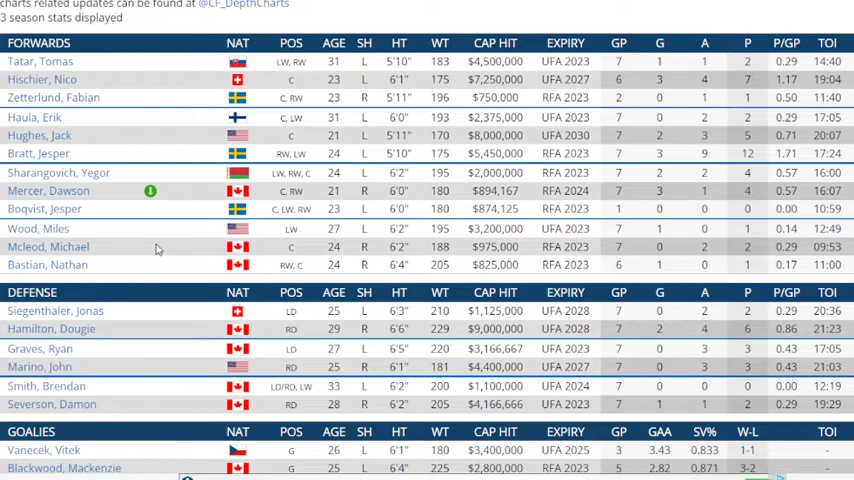 charts related updates can be found at @CF_DepthCharts
3 season stats displayed
FORWARDS NAT POS AGE SH HT WT CAP HIT EXPIRY GP G A P P/GP TOI
Tatar, Tomas LW, RW 31 L 5'10" 183 $4,500,000 UFA 2023 7 1 1 2 0.29 14:40
Hischier, Nico C 23 L 6'1" 175 $7,250,000 UFA 2027 6 3 4 7 1.17 19:04
Zetterlund, Fabian C, RW 23 R 5'11" 196 $750,000 RFA 2023 2 0 1 1 0.50 11:40
Haula, Erik C, LW 31 L 6'0" 193 $2,375,000 UFA 2023 7 0 2 2 0.29 17:05
Hughes, Jack C 21 L 5'11" 170 $8,000,000 UFA 2030 7 2 3 5 0.71 20:07
Bratt, Jesper RW, LW 24 L 5'10" 175 $5,450,000 RFA 2023 7 3 9 12 1.71 17:24
Sharangovich, Yegor LW, RW, C 24 L 6'2" 195 $2,000,000 RFA 2023 7 2 2 4 0.57 16:00
Mercer, Dawson C, RW 21 R 6'0" 180 $894,167 RFA 2024 7 3 1 4 0.57 16:07
Boqvist, Jesper C, LW, RW 23 L 6'0" 180 $874,125 RFA 2023 1 0 0 0 0.00 10:59
Wood, Miles LW 27 L 6'2" 195 $3,200,000 UFA 2023 7 1 0 1 0.14 12:49
Mcleod, Michael C 24 R 6'2" 188 $975,000 RFA 2023 7 0 2 2 0.29 09:53
Bastian, Nathan RW, C 24 R 6'4" 205 $825,000 RFA 2023 6 1 0 1 0.17 11:00
DEFENSE NAT POS AGE SH HT WT CAP HIT EXPIRY GP G A P P/GP TOI
Siegenthaler, Jonas LD 25 L 6'3" 210 $1,125,000 UFA 2028 7 0 2 2 0.29 20:36
Hamilton, Dougie RD 29 R 6'6" 229 $9,000,000 UFA 2028 7 2 4 6 0.86 21:23
Graves, Ryan LD 27 L 6'5" 220 $3,166,667 UFA 2023 7 0 3 3 0.43 17:05
Marino, John RD 25 R 6'1" 181 $4,400,000 UFA 2027 7 0 3 3 0.43 21:03
Smith, Brendan LD/RD, LW 33 L 6'2" 200 $1,100,000 UFA 2024 7 0 0 0 0.00 12:19
Severson, Damon RD 28 R 6'2" 205 $4,166,666 UFA 2023 7 1 1 2 0.29 19:29
GOALIES NAT POS AGE SH HT WT CAP HIT EXPIRY GP GAA SV% W-L TOI
Vanecek, Vitek G 26 L 6'1" 180 $3,400,000 UFA 2025 3 3.43 0.833 1-1 -
Blackwood, Mackenzie G 25 L 6'4" 225 $2,800,000 RFA 2023 5 2.82 0.871 3-2 -